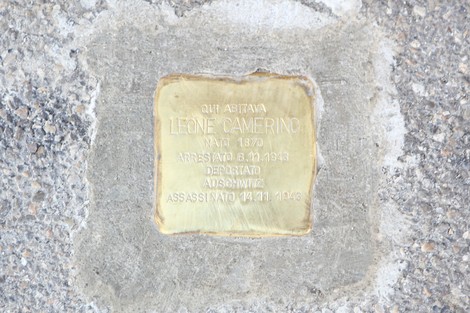 QUI ABITAVA
LEONE CAMERINO
NATO 1870
ARRESTATO 6.11.1943
DEPORTATO
AUSCHWITZ
ASSASSINATO 14.11.1943